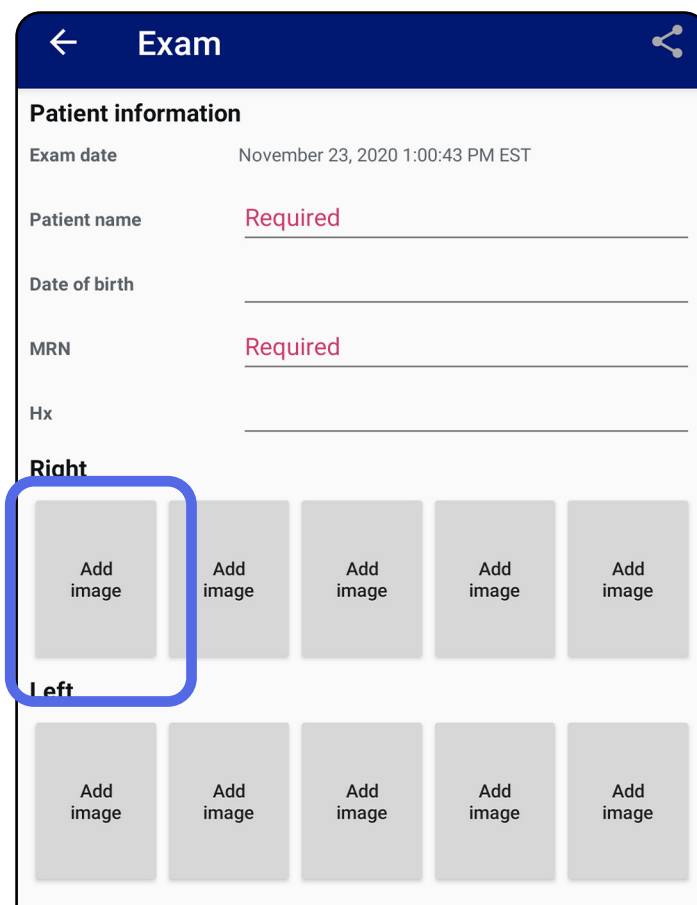 Exam
Patient information
Exam date November 23, 2020 1:00:43 PM EST
Patient name Required
Date of birth
MRN Required
Hx
Right
Add image Add image Add image Add image Add image
Left
Add image Add image Add image Add image Add image